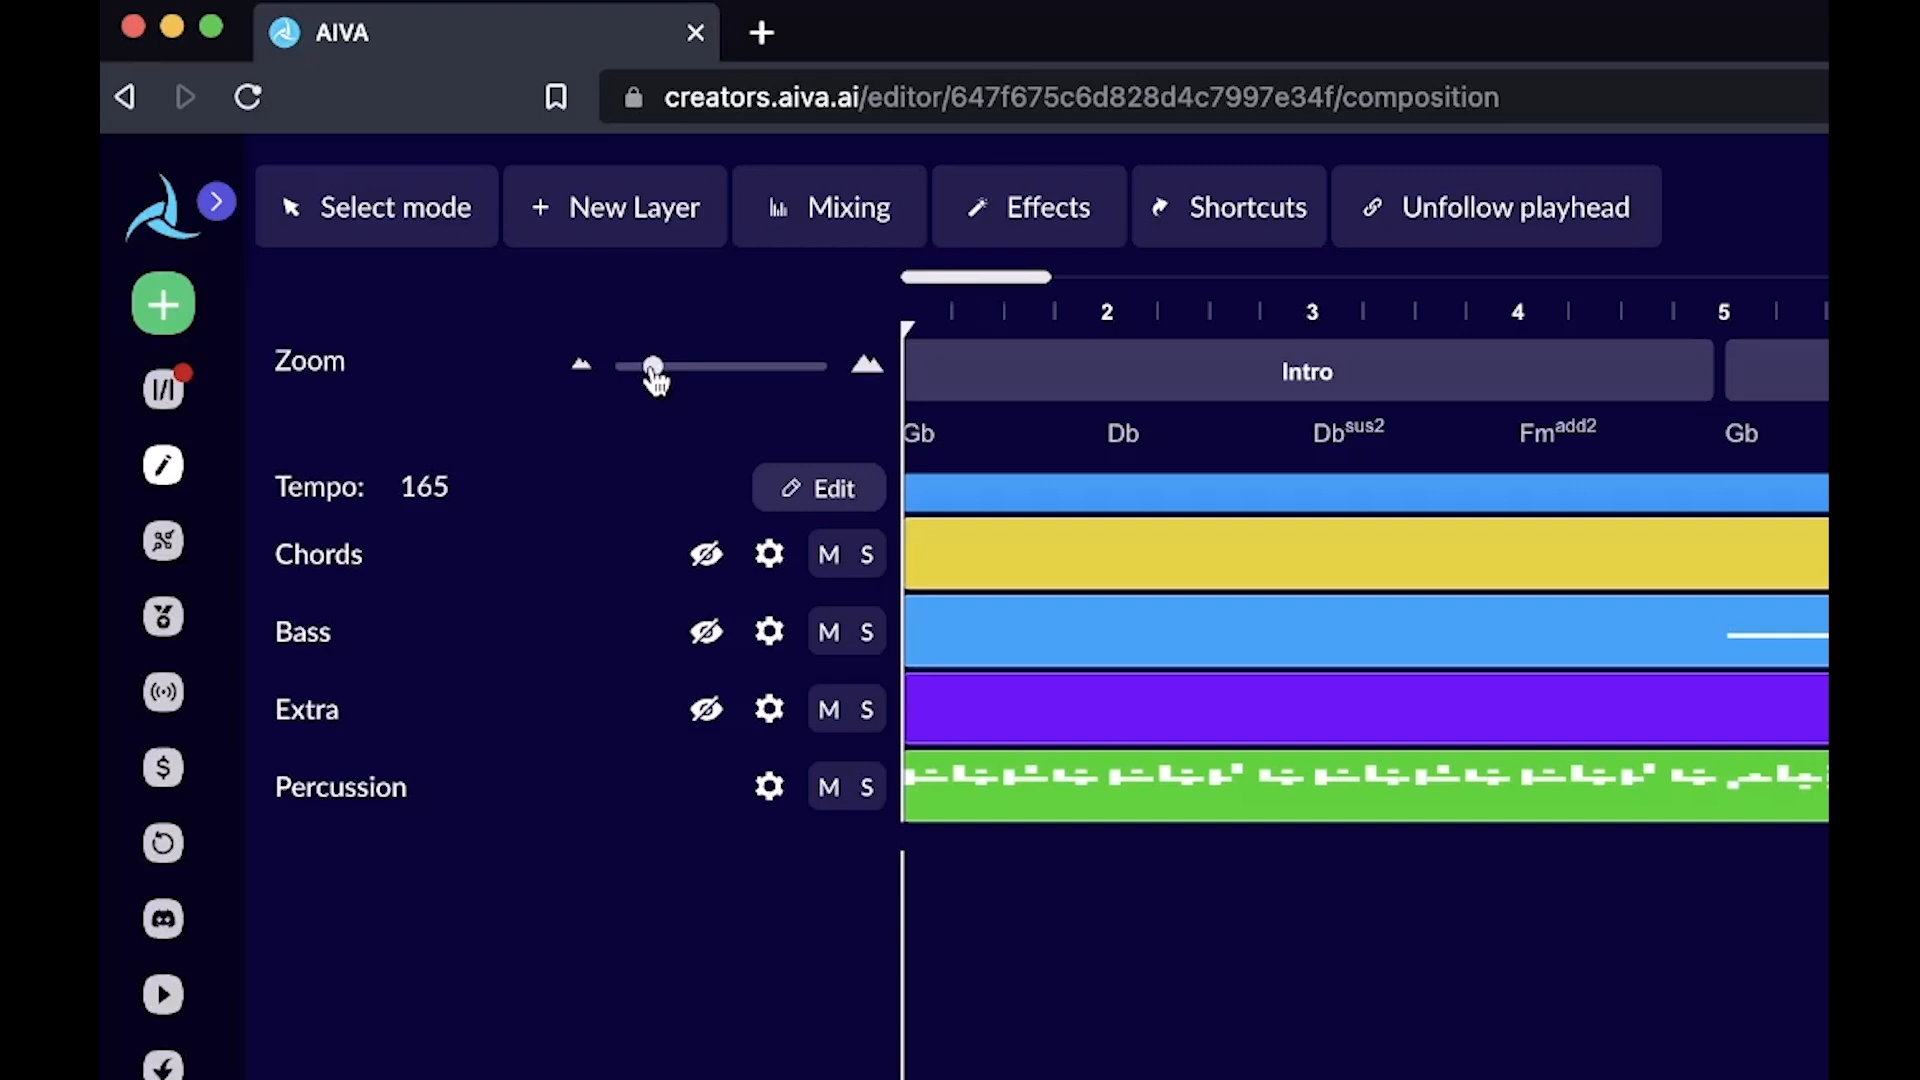 AIVA
creators.aiva.ai/editor/647f675c6d828d4c7997e34f/composition
Select mode
New Layer
Mixing
Effects
Shortcuts
Unfollow playhead
2 3 4 5
Zoom
Intro
Gb Db Dbsus2 Fmadd2 Gb
Tempo: 165
Edit
Chords
M S
Bass
M S
Extra
M S
Percussion
M S